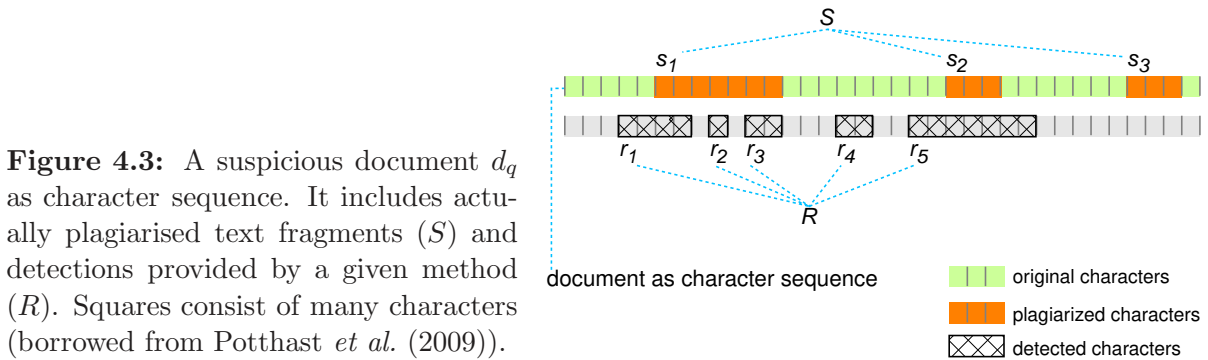 S
s1 s2 s3
r1 r2 r3 r4 r5
R
document as character sequence
original characters
plagiarized characters
detected characters
Figure 4.3: A suspicious document dq
as character sequence. It includes actu-
ally plagiarised text fragments (S) and
detections provided by a given method
(R). Squares consist of many characters
(borrowed from Potthast et al. (2009)).